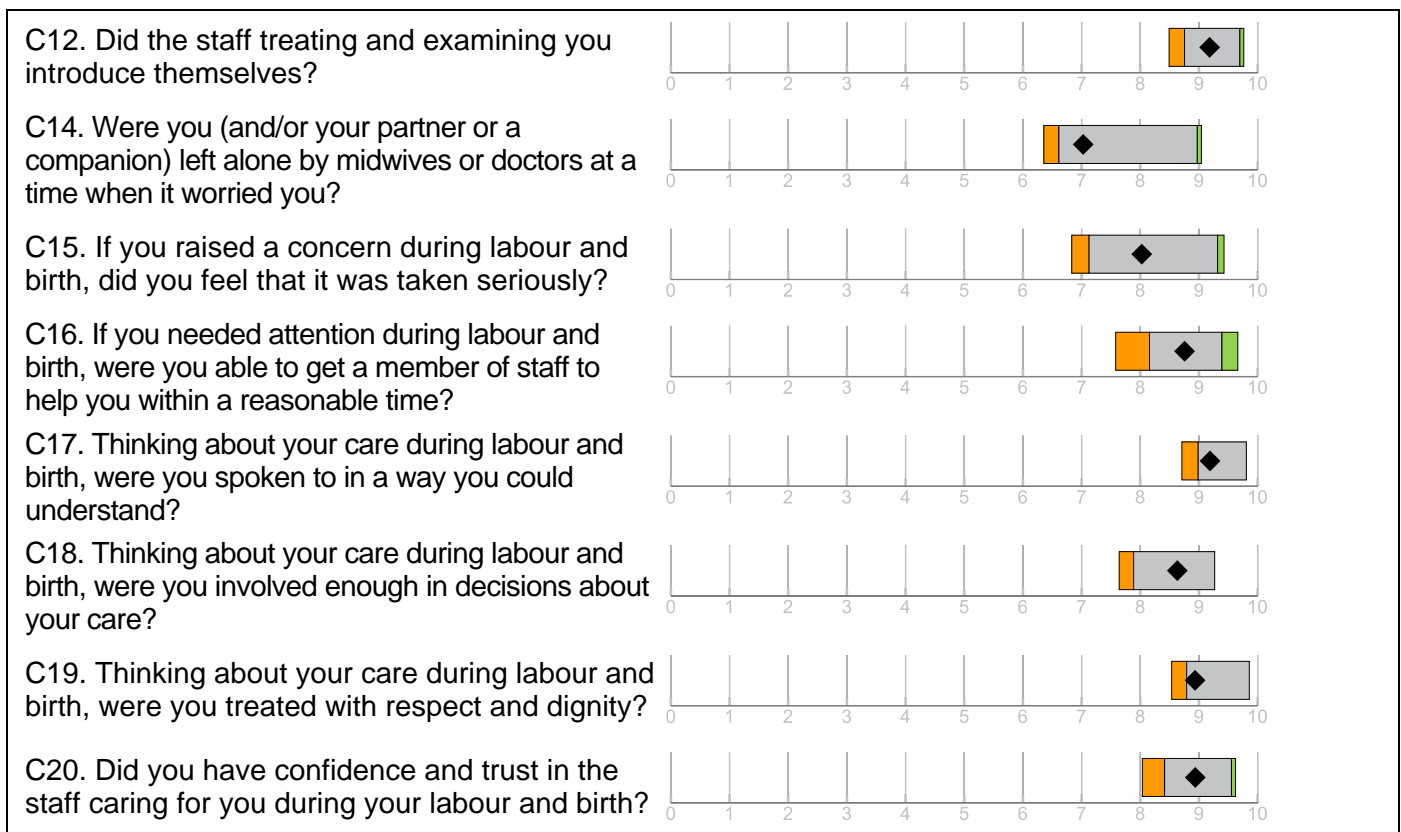 C12. Did the staff treating and examining you
introduce themselves?
0 1 2 3 4 5 6 7 8 9 10
C14. Were you (and/or your partner or a
companion) left alone by midwives or doctors at a
time when it worried you?
0 1 2 3 4 5 6 7 8 9 10
C15. If you raised a concern during labour and
birth, did you feel that it was taken seriously?
0 1 2 3 4 5 6 7 8 9 10
C16. If you needed attention during labour and
birth, were you able to get a member of staff to
help you within a reasonable time?
0 1 2 3 4 5 6 7 8 9 10
C17. Thinking about your care during labour and
birth, were you spoken to in a way you could
understand?
0 1 2 3 4 5 6 7 8 9 10
C18. Thinking about your care during labour and
birth, were you involved enough in decisions about
your care?
0 1 2 3 4 5 6 7 8 9 10
C19. Thinking about your care during labour and
birth, were you treated with respect and dignity?
0 1 2 3 4 5 6 7 8 9 10
C20. Did you have confidence and trust in the
staff caring for you during your labour and birth?
0 1 2 3 4 5 6 7 8 9 10